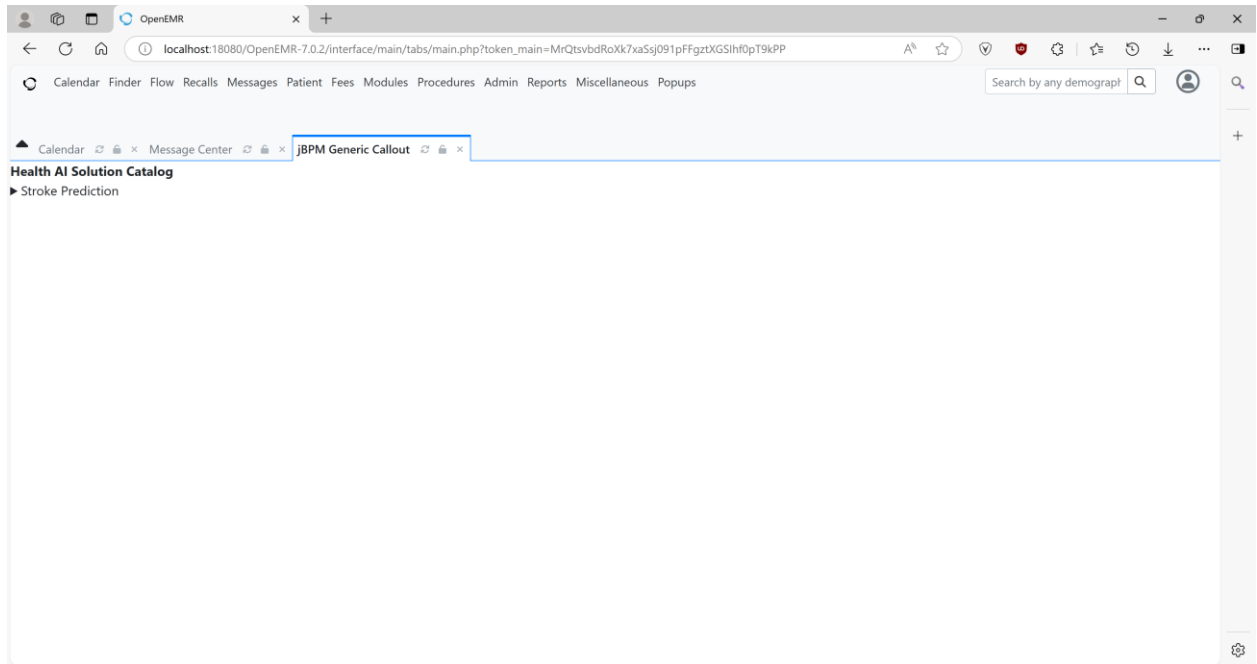 OpenEMR
localhost:18080/OpenEMR-7.0.2/interface/main/tabs/main.php?token_main=MrQtsvbdRoXk7xaSsj091pFFgztXGSIhf0pT9kPP
Calendar Finder Flow Recalls Messages Patient Fees Modules Procedures Admin Reports Miscellaneous Popups
Search by any demograph
Calendar Message Center jBPM Generic Callout
Health AI Solution Catalog
Stroke Prediction